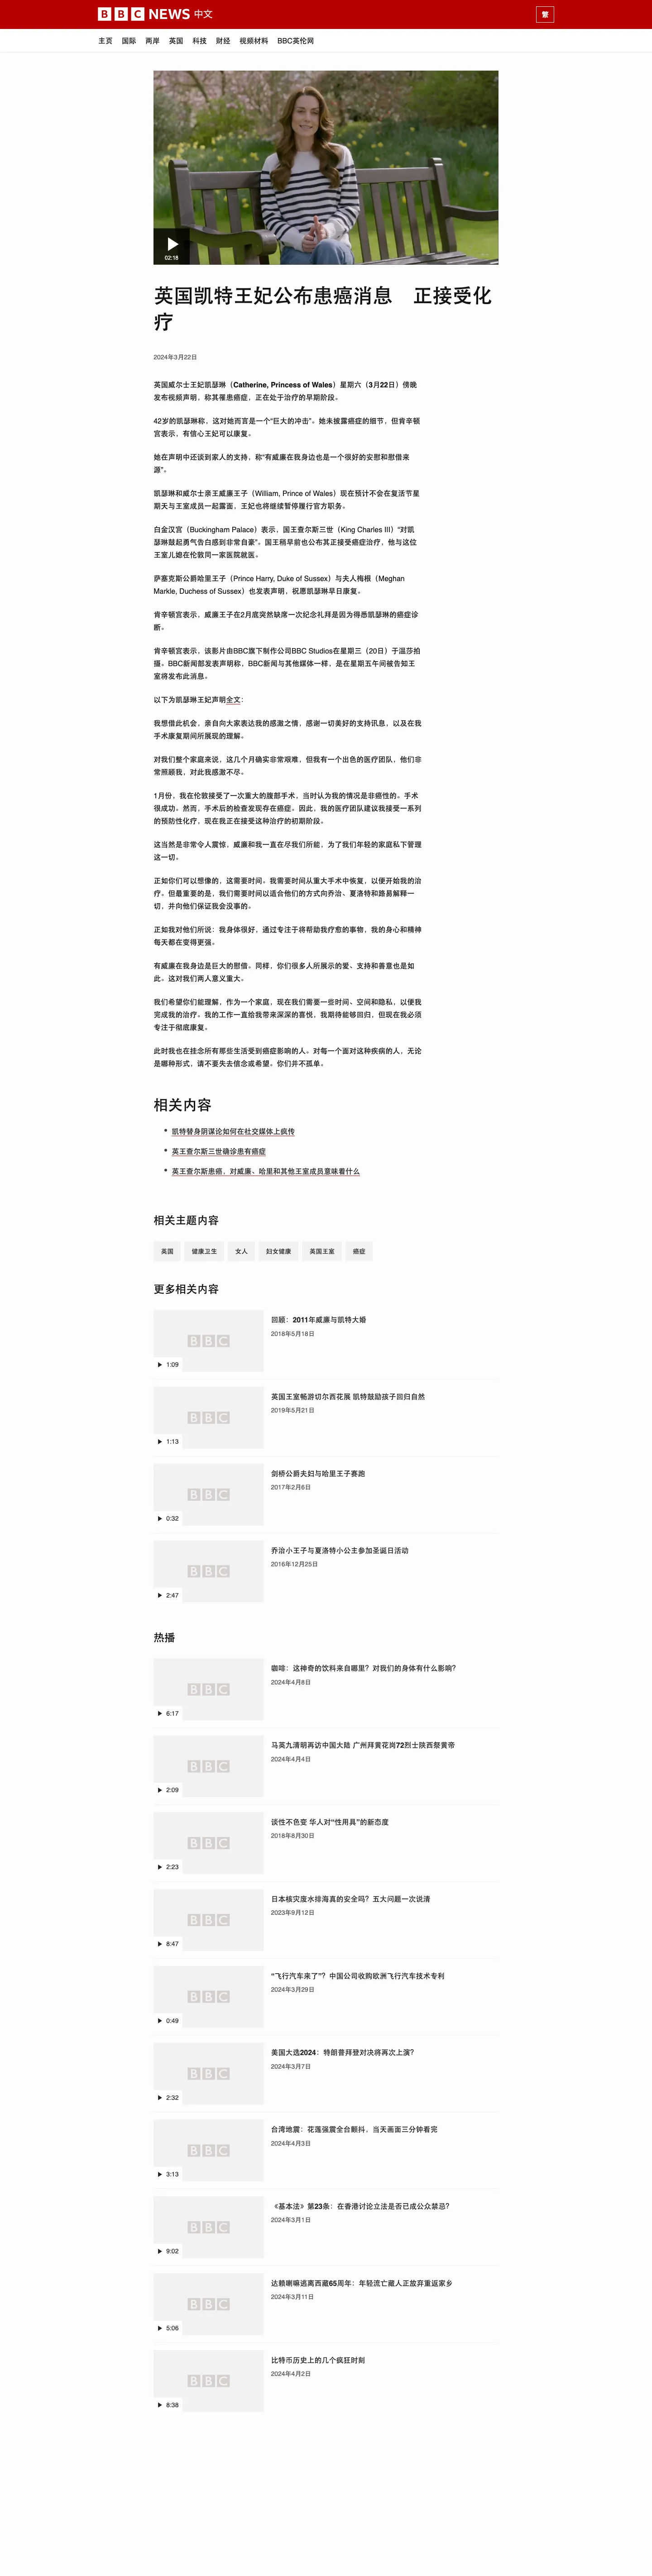 BBC NEWS 中文
繁
主页 国际 两岸 英国 科技 财经 视频材料 BBC英伦网
02:18
英国凯特王妃公布患癌消息 正接受化
疗
2024年3月22日
英国威尔士王妃凯瑟琳（Catherine, Princess of Wales）星期六（3月22日）傍晚
发布视频声明，称其罹患癌症，正在处于治疗的早期阶段。
42岁的凯瑟琳称，这对她而言是一个“巨大的冲击”。她未披露癌症的细节，但肯辛顿
宫表示，有信心王妃可以康复。
她在声明中还谈到家人的支持，称“有威廉在我身边也是一个很好的安慰和慰借来
源”。
凯瑟琳和威尔士亲王威廉王子（William, Prince of Wales）现在预计不会在复活节星
期天与王室成员一起露面，王妃也将继续暂停履行官方职务。
白金汉宫（Buckingham Palace）表示，国王查尔斯三世（King Charles III）“对凯
瑟琳鼓起勇气告白感到非常自豪”。国王稍早前也公布其正接受癌症治疗，他与这位
王室儿媳在伦敦同一家医院就医。
萨塞克斯公爵哈里王子（Prince Harry, Duke of Sussex）与夫人梅根（Meghan
Markle, Duchess of Sussex）也发表声明，祝愿凯瑟琳早日康复。
肯辛顿宫表示，威廉王子在2月底突然缺席一次纪念礼拜是因为得悉凯瑟琳的癌症诊
断。
肯辛顿宫表示，该影片由BBC旗下制作公司BBC Studios在星期三（20日）于温莎拍
摄。BBC新闻部发表声明称，BBC新闻与其他媒体一样，是在星期五午间被告知王
室将发布此消息。
以下为凯瑟琳王妃声明全文：
我想借此机会，亲自向大家表达我的感激之情，感谢一切美好的支持讯息，以及在我
手术康复期间所展现的理解。
对我们整个家庭来说，这几个月确实非常艰难，但我有一个出色的医疗团队，他们非
常照顾我，对此我感激不尽。
1月份，我在伦敦接受了一次重大的腹部手术，当时认为我的情况是非癌性的。手术
很成功。然而，手术后的检查发现存在癌症。因此，我的医疗团队建议我接受一系列
的预防性化疗，现在我正在接受这种治疗的初期阶段。
这当然是非常令人震惊，威廉和我一直在尽我们所能，为了我们年轻的家庭私下管理
这一切。
正如你们可以想像的，这需要时间。我需要时间从重大手术中恢复，以便开始我的治
疗。但最重要的是，我们需要时间以适合他们的方式向乔治、夏洛特和路易解释一
切，并向他们保证我会没事的。
正如我对他们所说：我身体很好，通过专注于将帮助我疗愈的事物，我的身心和精神
每天都在变得更强。
有威廉在我身边是巨大的慰借。同样，你们很多人所展示的爱、支持和善意也是如
此。这对我们两人意义重大。
我们希望你们能理解，作为一个家庭，现在我们需要一些时间、空间和隐私，以便我
完成我的治疗。我的工作一直给我带来深深的喜悦，我期待能够回归，但现在我必须
专注于彻底康复。
此时我也在挂念所有那些生活受到癌症影响的人。对每一个面对这种疾病的人，无论
是哪种形式，请不要失去信念或希望。你们并不孤单。
相关内容
凯特替身阴谋论如何在社交媒体上疯传
英王查尔斯三世确诊患有癌症
英王查尔斯患癌，对威廉、哈里和其他王室成员意味着什么
相关主题内容
英国 健康卫生 女人 妇女健康 英国王室 癌症
更多相关内容
BBC
1:09
回顾：2011年威廉与凯特大婚
2018年5月18日
BBC
1:13
英国王室畅游切尔西花展 凯特鼓励孩子回归自然
2019年5月21日
BBC
0:32
剑桥公爵夫妇与哈里王子赛跑
2017年2月6日
BBC
2:47
乔治小王子与夏洛特小公主参加圣诞日活动
2016年12月25日
热播
BBC
6:17
咖啡：这神奇的饮料来自哪里？对我们的身体有什么影响？
2024年4月8日
BBC
2:09
马英九清明再访中国大陆 广州拜黄花岗72烈士陕西祭黄帝
2024年4月4日
BBC
2:23
谈性不色变 华人对“性用具”的新态度
2018年8月30日
BBC
8:47
日本核灾废水排海真的安全吗？五大问题一次说清
2023年9月12日
BBC
0:49
“飞行汽车来了”？中国公司收购欧洲飞行汽车技术专利
2024年3月29日
BBC
2:32
美国大选2024：特朗普拜登对决将再次上演？
2024年3月7日
BBC
3:13
台湾地震：花莲强震全台颤抖，当天画面三分钟看完
2024年4月3日
BBC
9:02
《基本法》第23条：在香港讨论立法是否已成公众禁忌？
2024年3月1日
BBC
5:06
达赖喇嘛逃离西藏65周年：年轻流亡藏人正放弃重返家乡
2024年3月11日
BBC
8:38
比特币历史上的几个疯狂时刻
2024年4月2日